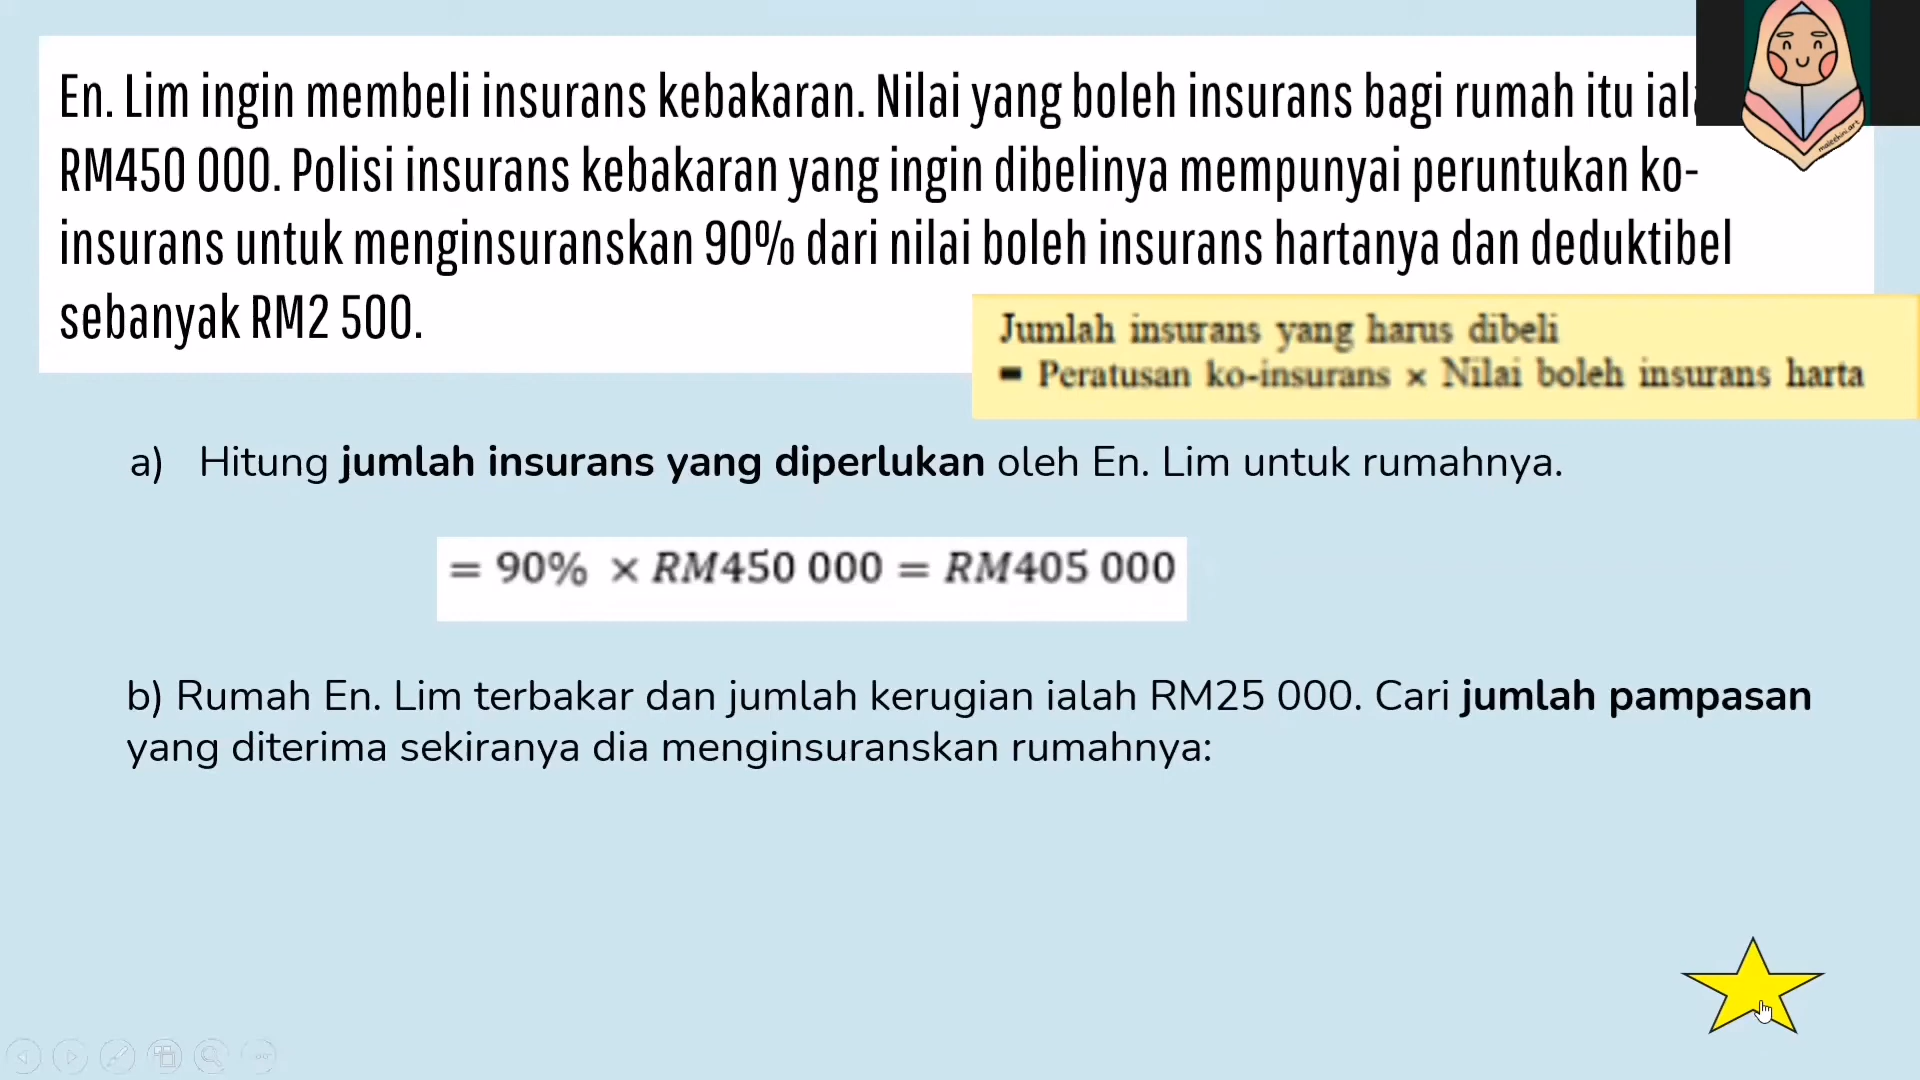 En. Lim ingin membeli insurans kebakaran. Nilai yang boleh insurans bagi rumah itu
RM450 000. Polisi insurans kebakaran yang ingin dibelinya mempunyai peruntukan ko-
insurans untuk menginsuranskan 90% dari nilai boleh insurans hartanya dan deduktibel
sebanyak RM2 500.
Jumlah insurans yang harus dibeli
= Peratusan ko-insurans × Nilai boleh insurans harta
a) Hitung jumlah insurans yang diperlukan oleh En. Lim untuk rumahnya.
= 90% × RM450 000 = RM405 000
b) Rumah En. Lim terbakar dan jumlah kerugian ialah RM25 000. Cari jumlah pampasan
yang diterima sekiranya dia menginsuranskan rumahnya: